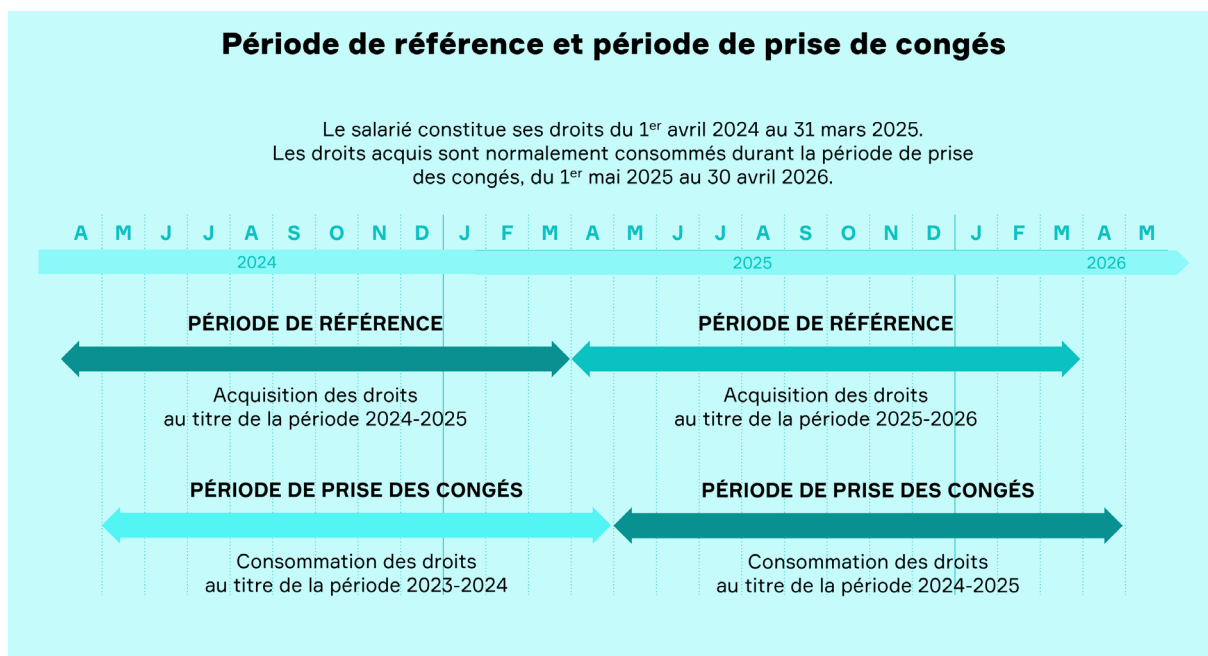 Période de référence et période de prise de congés
Le salarié constitue ses droits du 1er avril 2024 au 31 mars 2025.
Les droits acquis sont normalement consommés durant la période de prise
des congés, du 1er mai 2025 au 30 avril 2026.
A M J J A S O N D J F M A M J J A S O N D J F M A M
2024 2025 2026
PÉRIODE DE RÉFÉRENCE PÉRIODE DE RÉFÉRENCE
Acquisition des droits Acquisition des droits
au titre de la période 2024-2025 au titre de la période 2025-2026
PÉRIODE DE PRISE DES CONGÉS PÉRIODE DE PRISE DES CONGÉS
Consommation des droits Consommation des droits
au titre de la période 2023-2024 au titre de la période 2024-2025